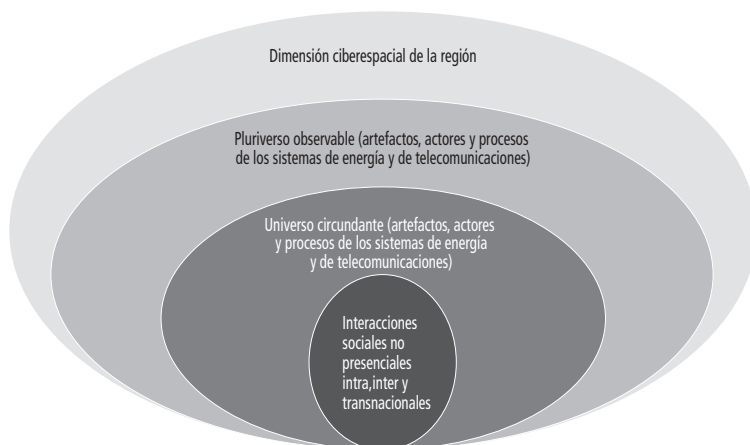 Dimensión ciberespacial de la región
Pluriverso observable (artefactos, actores y procesos
de los sistemas de energía y de telecomunicaciones)
Universo circundante (artefactos, actores
y procesos de los sistemas de energía
y de telecomunicaciones)
Interacciones
sociales no
presenciales
intra,inter y
transnacionales